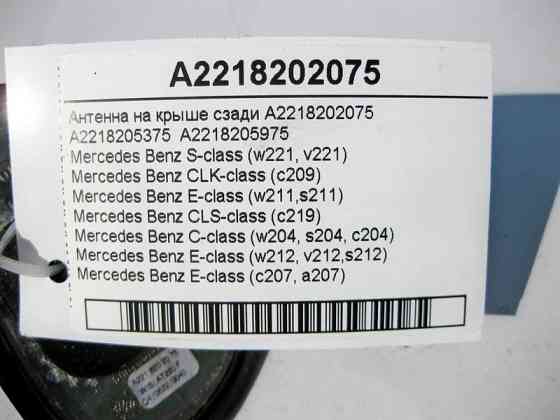 A2218202075
Антенна на крыше сзади A2218202075
A2218205375 A2218205975
Mercedes Benz S-class (w221, v221)
Mercedes Benz CLK-class (c209)
Mercedes Benz E-class (w211,s211)
Mercedes Benz CLS-class (c219)
Mercedes Benz C-class (w204, s204, c204)
Mercedes Benz E-class (w212, v212,s212)
Mercedes Benz E-class (c207, a207)